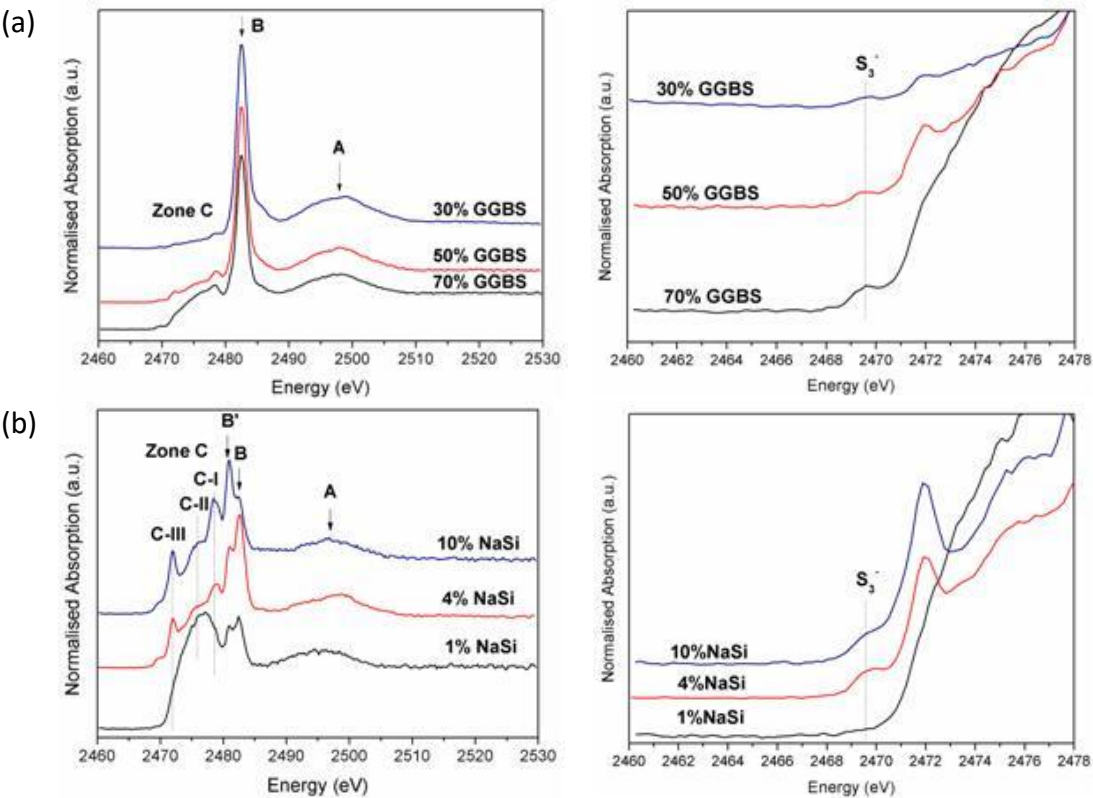 (a)
B
A
Zone C
30% GGBS
50% GGBS
70% GGBS
Normalised Absorption (a.u.)
2460 2470 2480 2490 2500 2510 2520 2530
Energy (eV)
S3-
30% GGBS
50% GGBS
70% GGBS
Normalised Absorption (a.u.)
2460 2462 2464 2466 2468 2470 2472 2474 2476 2478
Energy (eV)
(b)
B'
B
Zone C
C-I
C-II
C-III
A
10% NaSi
4% NaSi
1% NaSi
Normalised Absorption (a.u.)
2460 2470 2480 2490 2500 2510 2520 2530
Energy (eV)
S3-
10%NaSi
4%NaSi
1%NaSi
Normalised Absorption (a.u.)
2460 2462 2464 2466 2468 2470 2472 2474 2476 2478
Energy (eV)